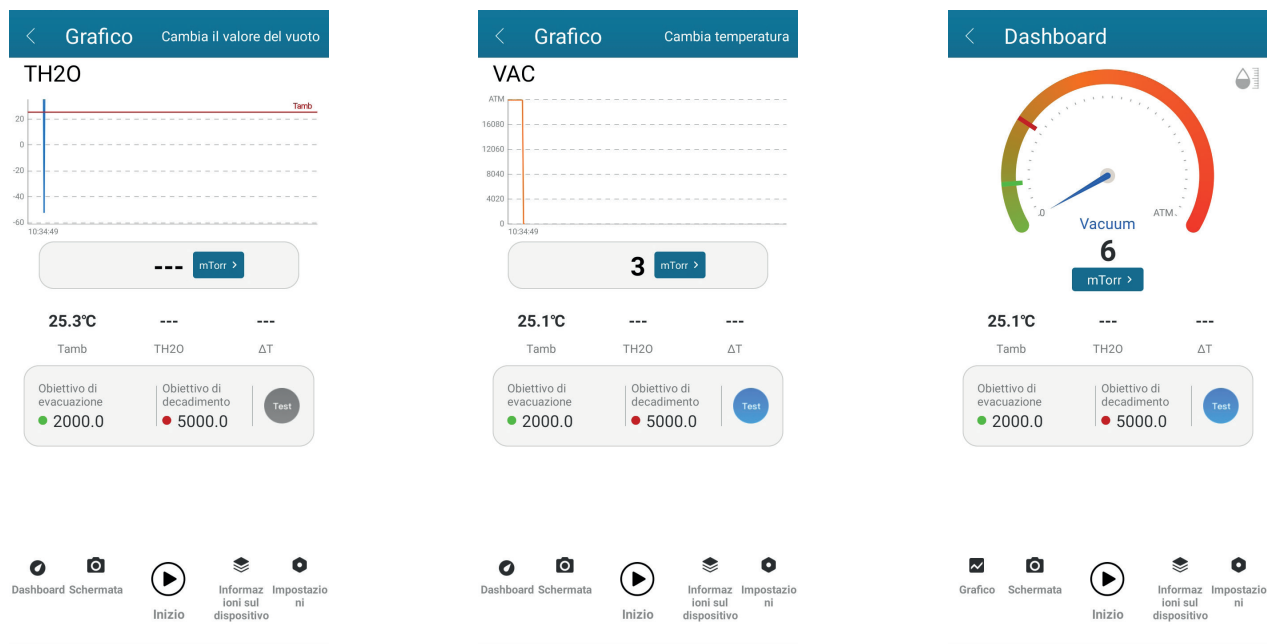 Grafico Cambia il valore del vuoto
TH2O
Tamb
20
0
-20
-40
-60
10:34:49
--- mTorr >
25.3℃ --- ---
Tamb TH2O ΔT
Obiettivo di
evacuazione
2000.0
Obiettivo di
decadimento
5000.0
Test
Dashboard
Schermata
Inizio
Informaz
ioni sul
dispositivo
Impostazio
ni
Grafico Cambia temperatura
VAC
ATM
16080
12060
8040
4020
0
10:34:49
3 mTorr >
25.1℃ --- ---
Tamb TH2O ΔT
Obiettivo di
evacuazione
2000.0
Obiettivo di
decadimento
5000.0
Test
Dashboard
Schermata
Inizio
Informaz
ioni sul
dispositivo
Impostazio
ni
Dashboard
0 ATM
Vacuum
6
mTorr >
25.1℃ --- ---
Tamb TH2O ΔT
Obiettivo di
evacuazione
2000.0
Obiettivo di
decadimento
5000.0
Test
Grafico
Schermata
Inizio
Informaz
ioni sul
dispositivo
Impostazio
ni